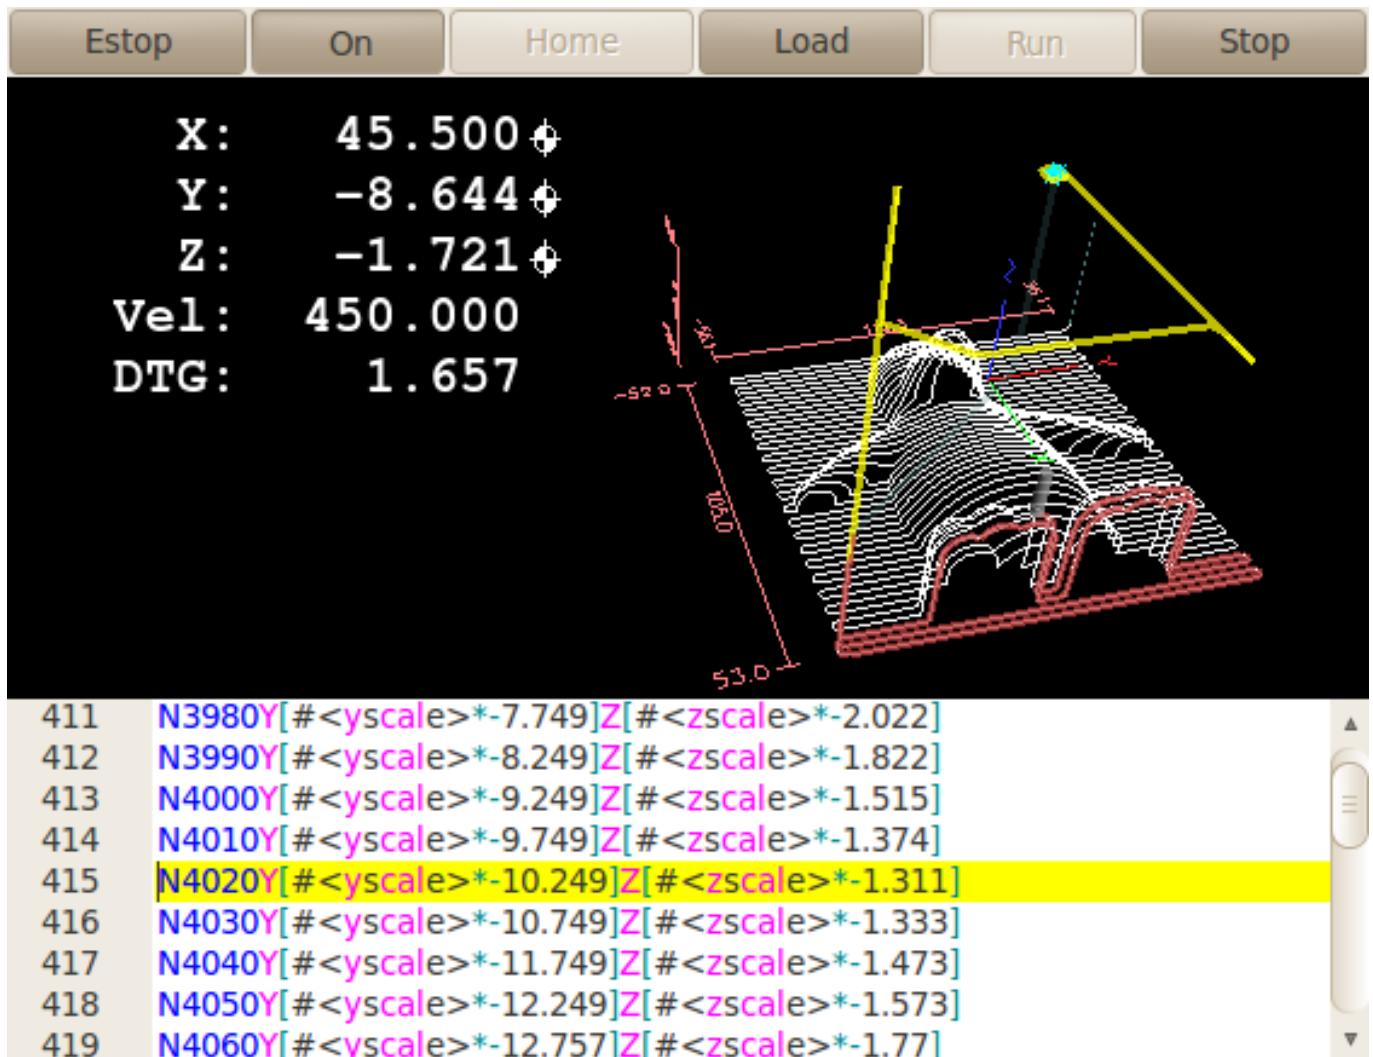 Estop On Home Load Run Stop
X: 45.500
Y: -8.644
Z: -1.721
Vel: 450.000
DTG: 1.657
-52.0
105.0
53.0
Z
X
Y
411 N3980Y[#<yscale>*-7.749]Z[#<zscale>*-2.022]
412 N3990Y[#<yscale>*-8.249]Z[#<zscale>*-1.822]
413 N4000Y[#<yscale>*-9.249]Z[#<zscale>*-1.515]
414 N4010Y[#<yscale>*-9.749]Z[#<zscale>*-1.374]
415 N4020Y[#<yscale>*-10.249]Z[#<zscale>*-1.311]
416 N4030Y[#<yscale>*-10.749]Z[#<zscale>*-1.333]
417 N4040Y[#<yscale>*-11.749]Z[#<zscale>*-1.473]
418 N4050Y[#<yscale>*-12.249]Z[#<zscale>*-1.573]
419 N4060Y[#<yscale>*-12.757]Z[#<zscale>*-1.77]